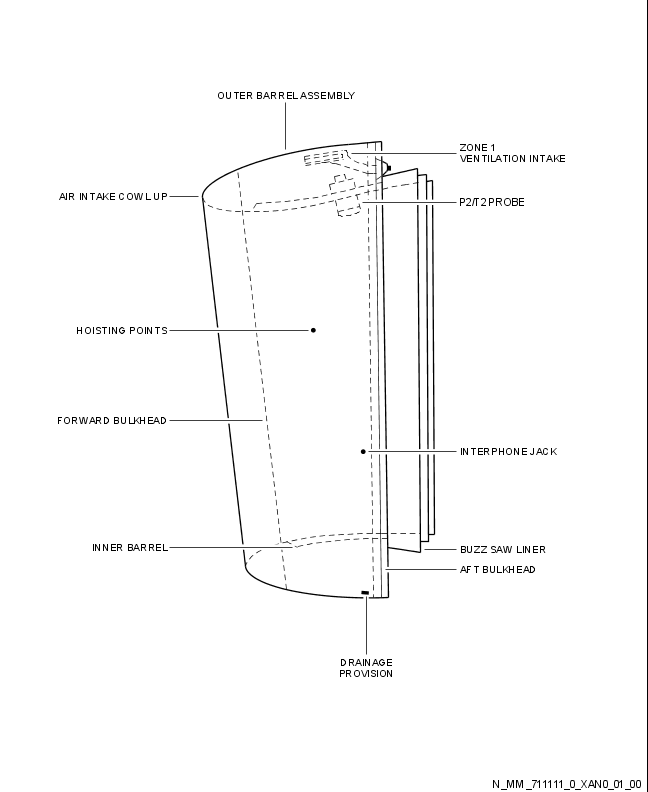 OUTER BARREL ASSEMBLY
ZONE 1
VENTILATION INTAKE
AIR INTAKE COWL UP
P2/T2 PROBE
HOISTING POINTS
FORWARD BULKHEAD
INTERPHONE JACK
INNER BARREL
BUZZ SAW LINER
AFT BULKHEAD
DRAINAGE
PROVISION
N_MM_711111_0_XAN0_01_00